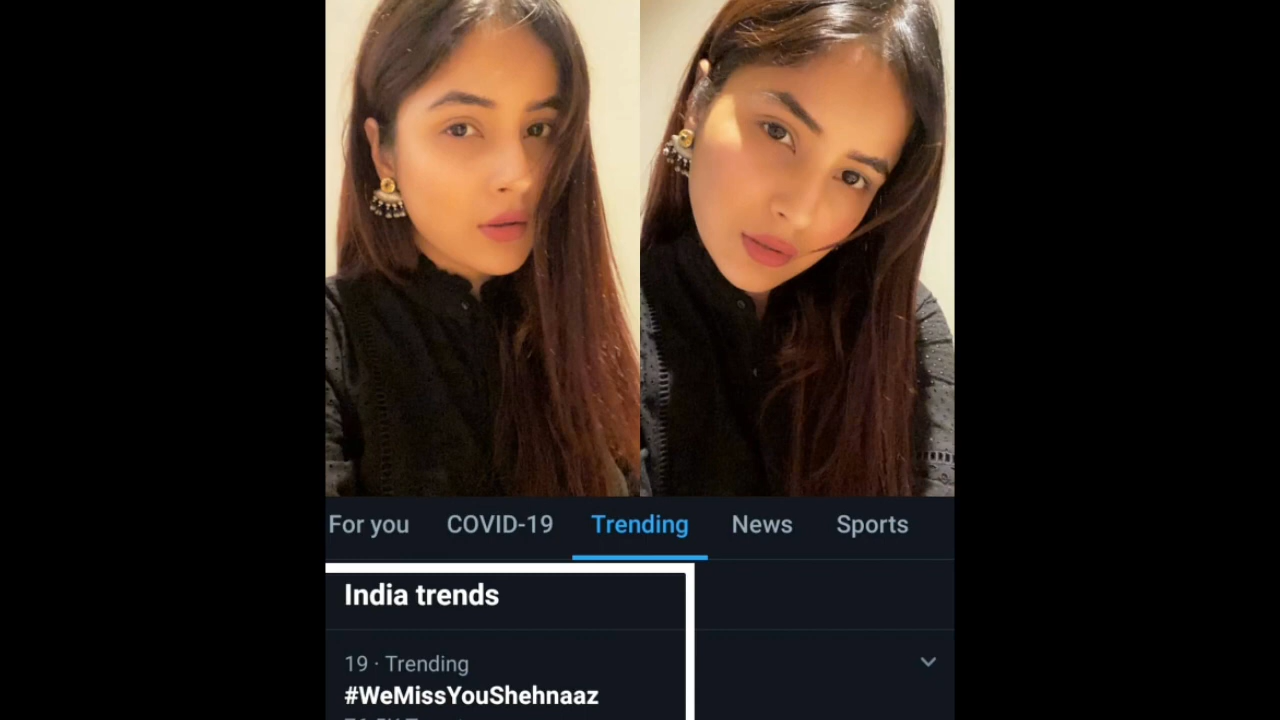 For you COVID-19 Trending News Sports
India trends
19 · Trending
#WeMissYouShehnaaz